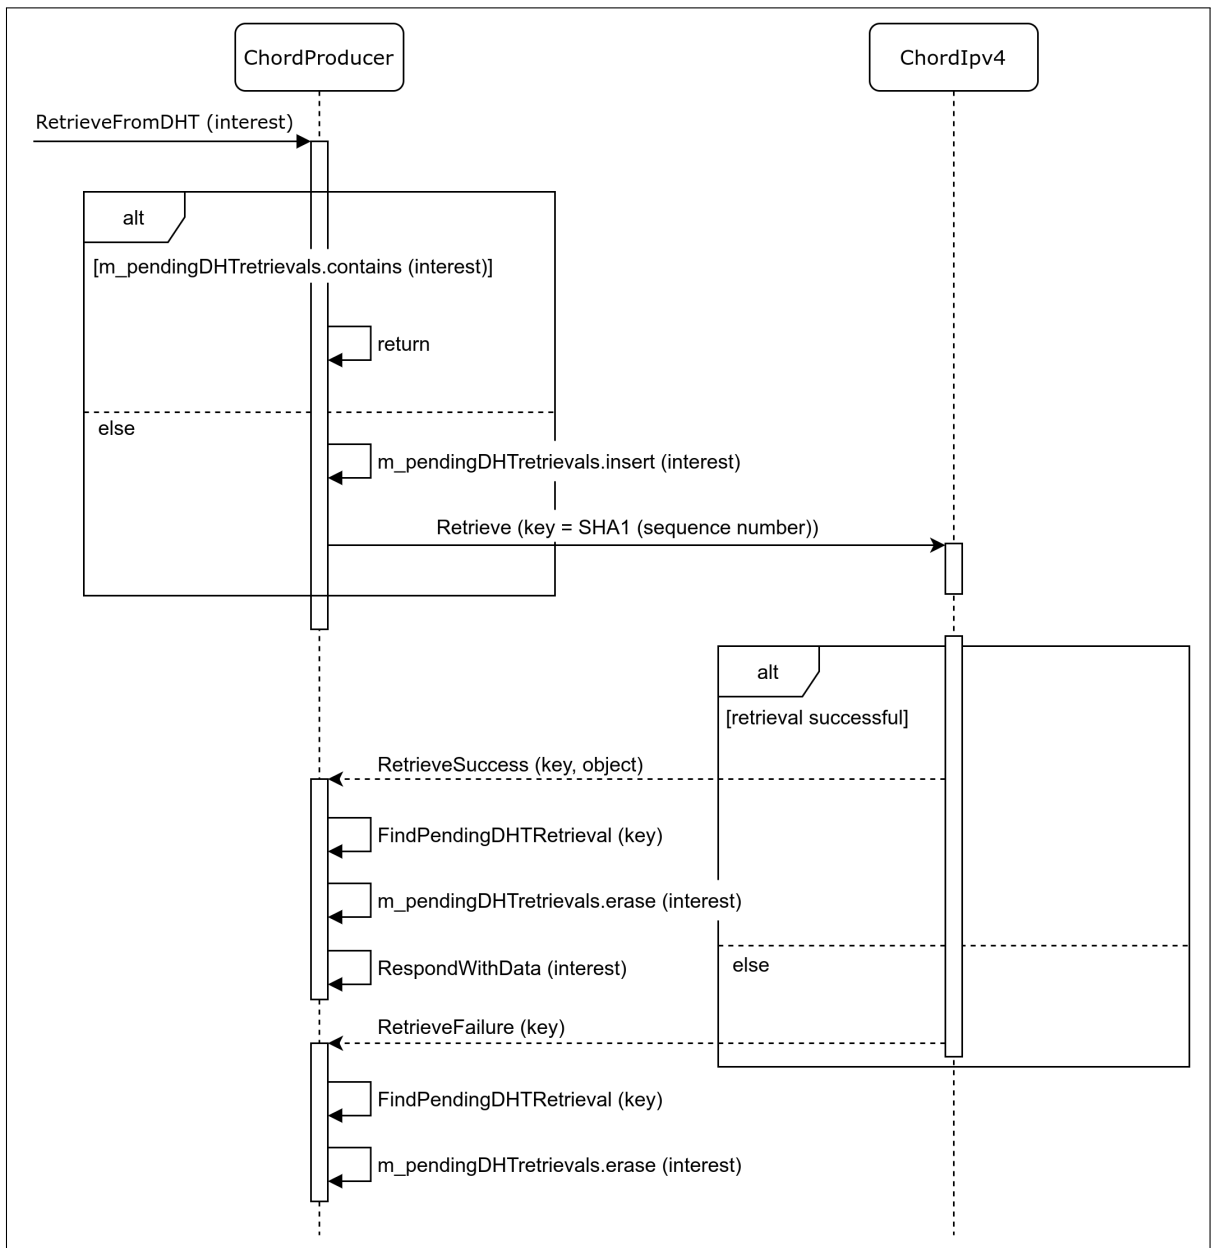 ChordProducer
ChordIpv4
RetrieveFromDHT (interest)
alt
[m_pendingDHTretrievals.contains (interest)]
return
else
m_pendingDHTretrievals.insert (interest)
Retrieve (key = SHA1 (sequence number))
alt
[retrieval successful]
RetrieveSuccess (key, object)
FindPendingDHTRetrieval (key)
m_pendingDHTretrievals.erase (interest)
else
RespondWithData (interest)
RetrieveFailure (key)
FindPendingDHTRetrieval (key)
m_pendingDHTretrievals.erase (interest)